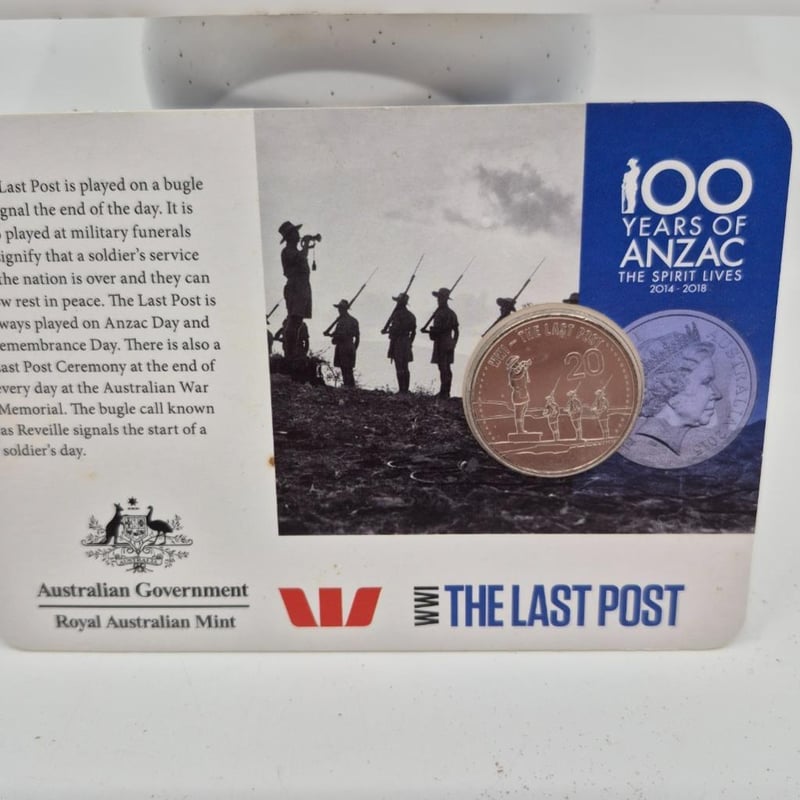 Last Post is played on a bugle
gnal the end of the day. It is
played at military funerals
ignify that a soldier's service
the nation is over and they can
w rest in peace. The Last Post is
ways played on Anzac Day and
emembrance Day. There is also a
ast Post Ceremony at the end of
every day at the Australian War
Memorial. The bugle call known
as Reveille signals the start of a
soldier's day.
Australian Government
Royal Australian Mint
100
YEARS OF
ANZAC
THE SPIRIT LIVES
2014 - 2018
WWI - THE LAST POST
20
WWI THE LAST POST